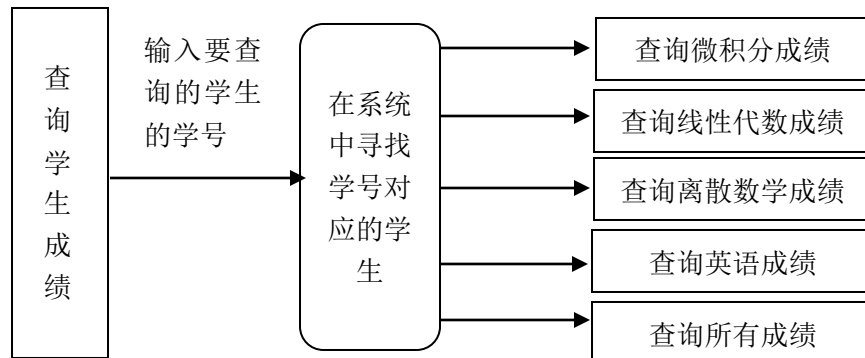 查
询
学
生
成
绩
输入要查
询的学生
的学号
在系统
中寻找
学号对
应的学
生
查询微积分成绩
查询线性代数成绩
查询离散数学成绩
查询英语成绩
查询所有成绩